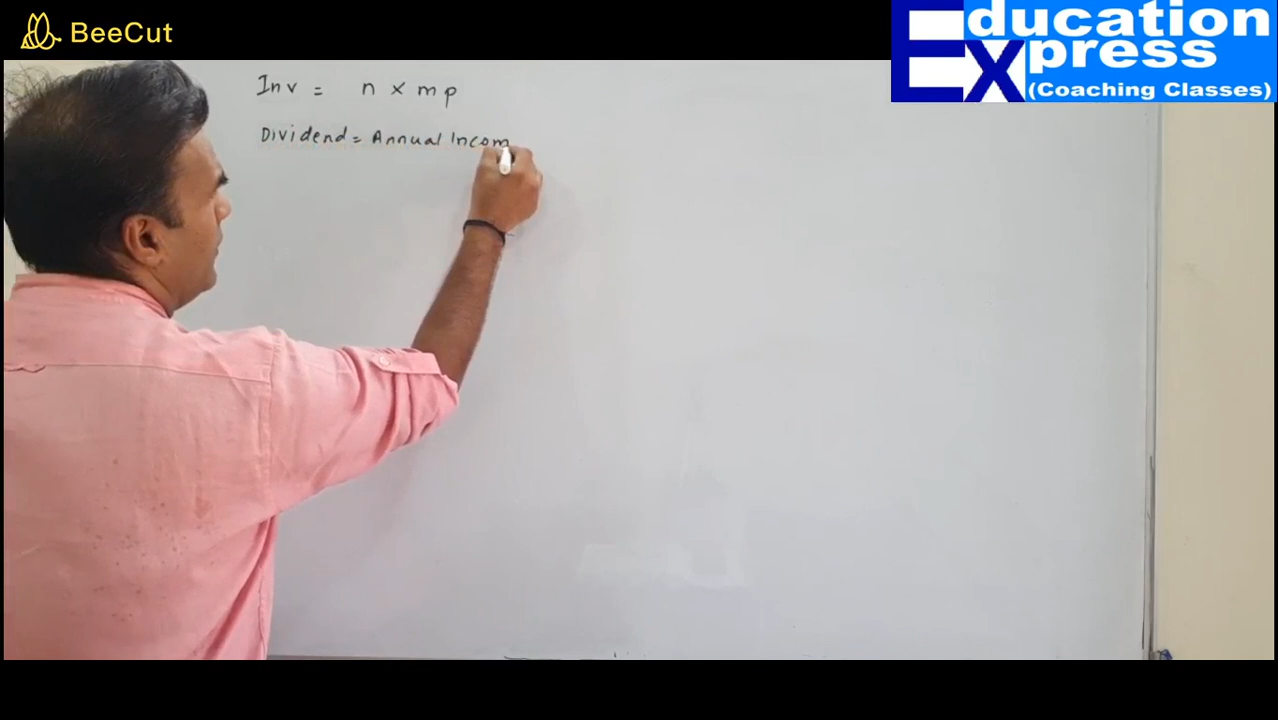 BeeCut
Education
Express
(Coaching Classes)
Inv = n × mp
Dividend = Annual Incom